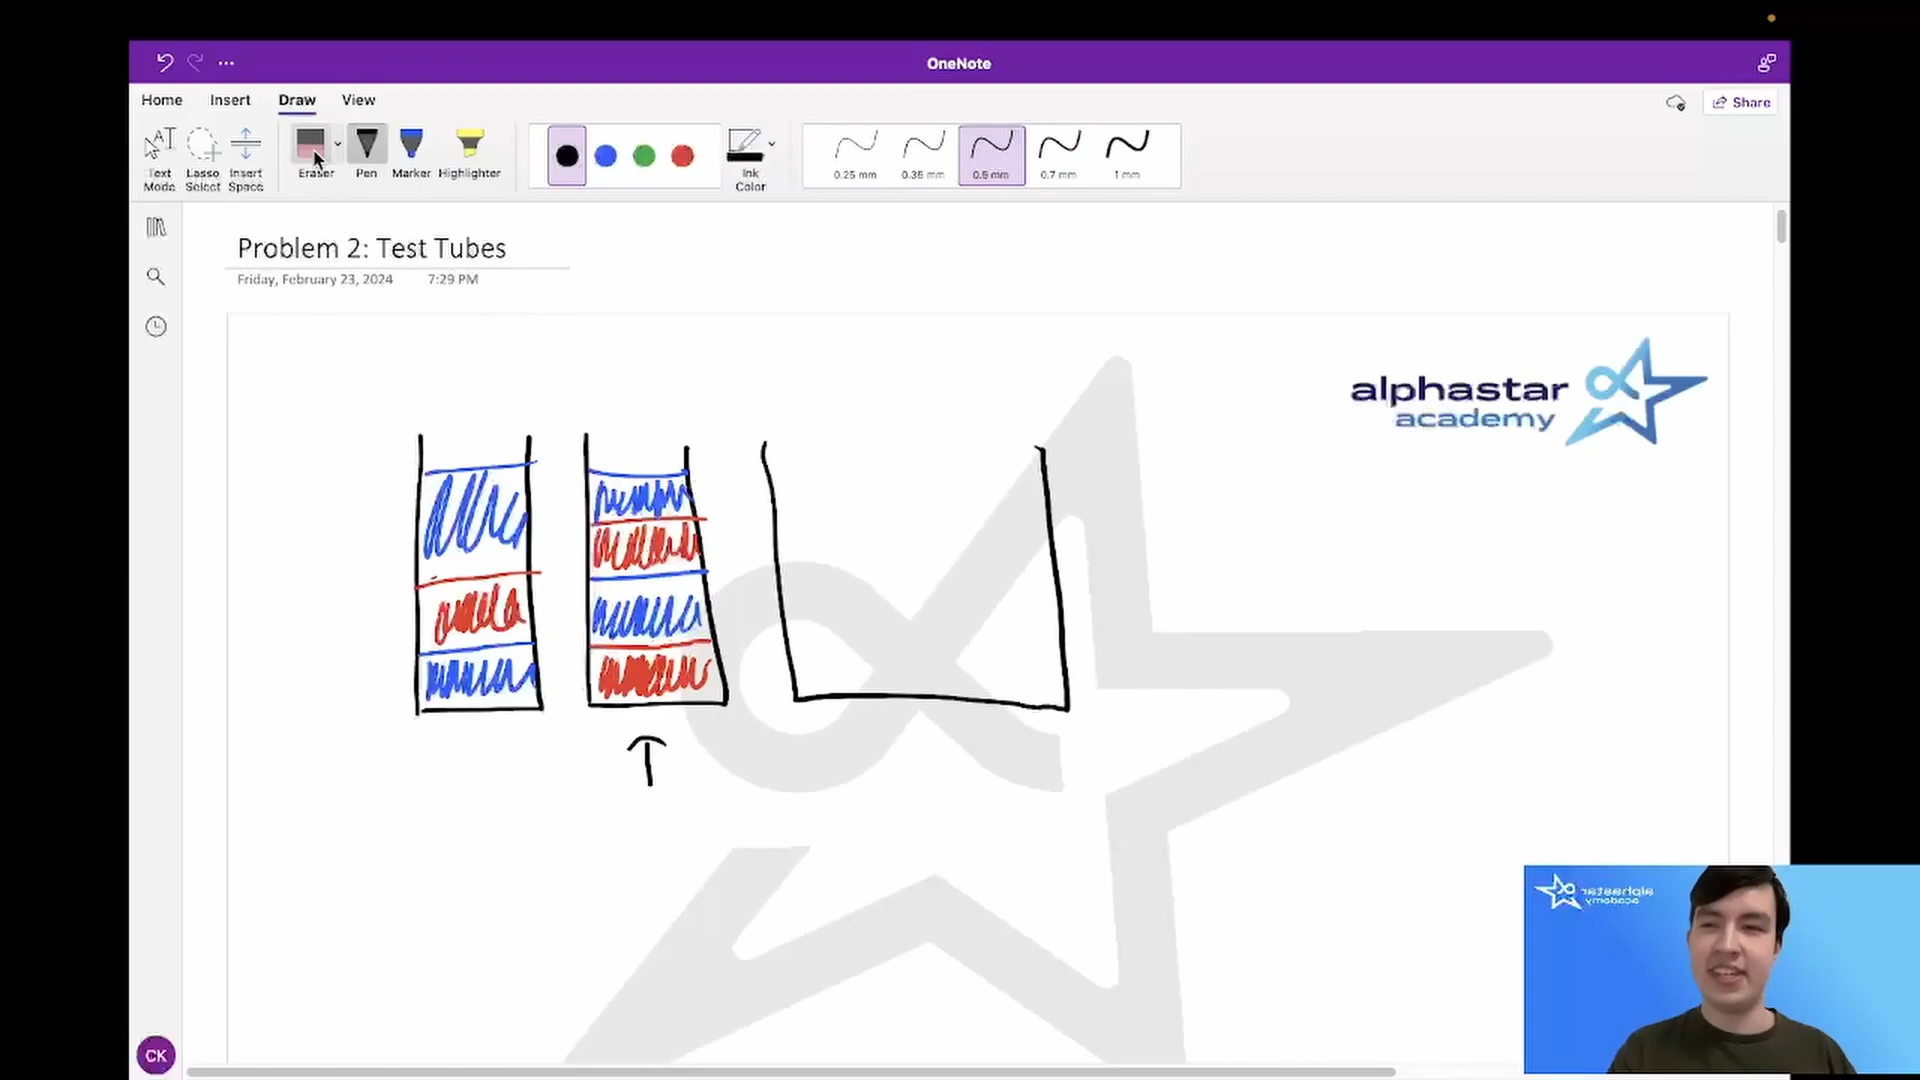 OneNote
Home Insert Draw View
Share
Text Mode
Lasso Select
Insert Space
Eraser
Pen
Marker
Highlighter
Ink Color
0.25 mm
0.35 mm
0.5 mm
0.7 mm
1 mm
Problem 2: Test Tubes
Friday, February 23, 2024 7:29 PM
alphastar
academy
alphastar
academy
CK